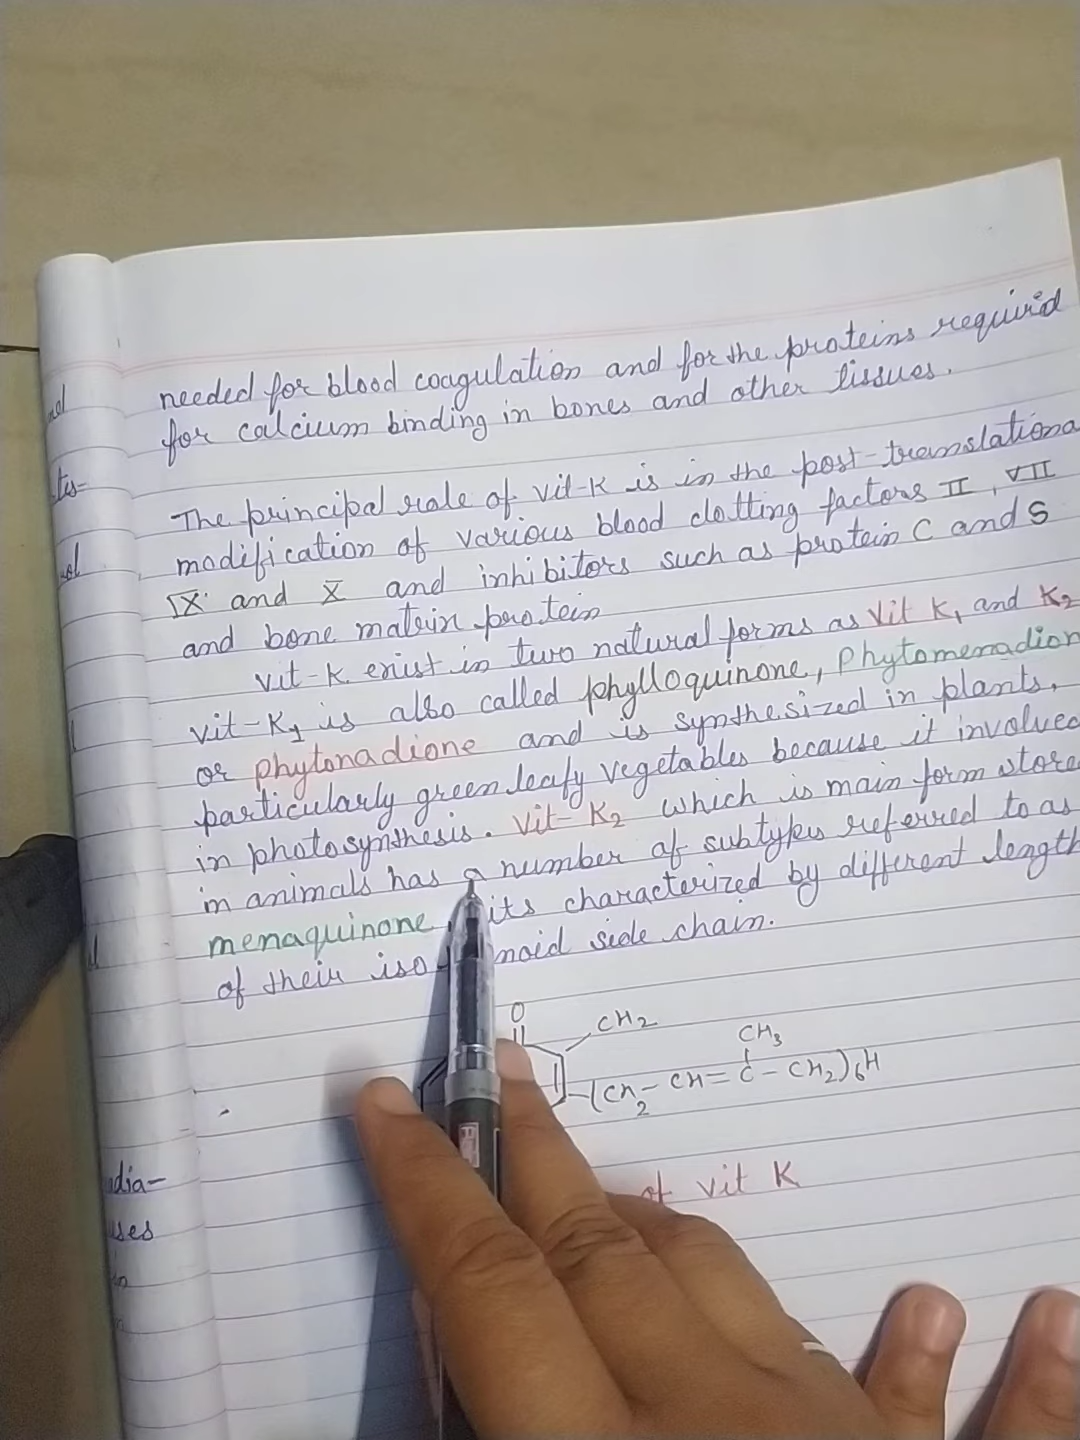 needed for blood coagulation and for the proteins required
for calcium binding in bones and other tissues.
The principal role of vit-K is in the post-translationa
modification of various blood clotting factors II, VII
IX and X and inhibitors such as protein C and S
and bone matrin protein
vit-K exist in two natural forms as Vit K1 and K2
vit-K1 is also called phylloquinone, Phytomenadion
or phytonadione and is synthesized in plants,
particularly green leafy vegetables because it involved
in photosynthesis. Vit-K2 which is main form store
in animals has a number of subtypes referred to as
menaquinone its characterized by different length
of their iso noid side chain.
O
CH2
CH3
-(CH2- CH=C-CH2)6H
of vit K
tes-
adia-
uses